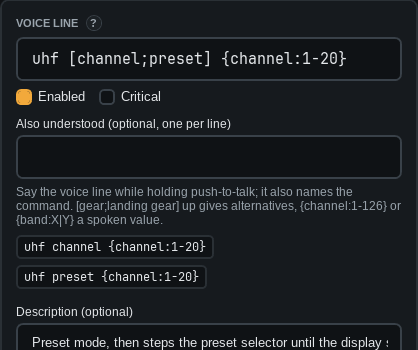 VOICE LINE ?
uhf [channel;preset] {channel:1-20}
Enabled Critical
Also understood (optional, one per line)
Say the voice line while holding push-to-talk; it also names the
command. [gear;landing gear] up gives alternatives, {channel:1-126} or
{band:X|Y} a spoken value.
uhf channel {channel:1-20}
uhf preset {channel:1-20}
Description (optional)
Preset mode, then steps the preset selector until the display